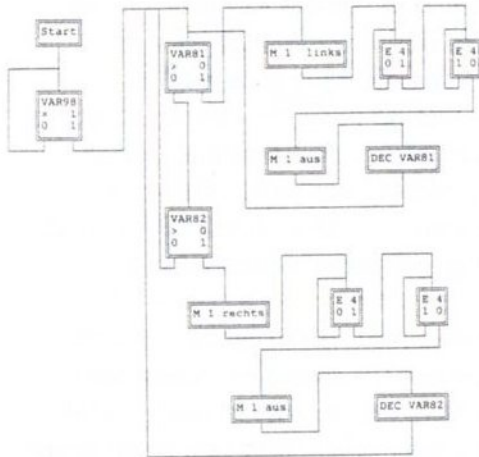 Start
VAR98
× 1
0 1
VAR81
> 0
0 1
M 1 links
E 4
0 1
E 4
1 0
M 1 aus
DEC VAR81
VAR82
> 0
0 1
M 1 rechts
E 4
0 1
E 4
1 0
M 1 aus
DEC VAR82